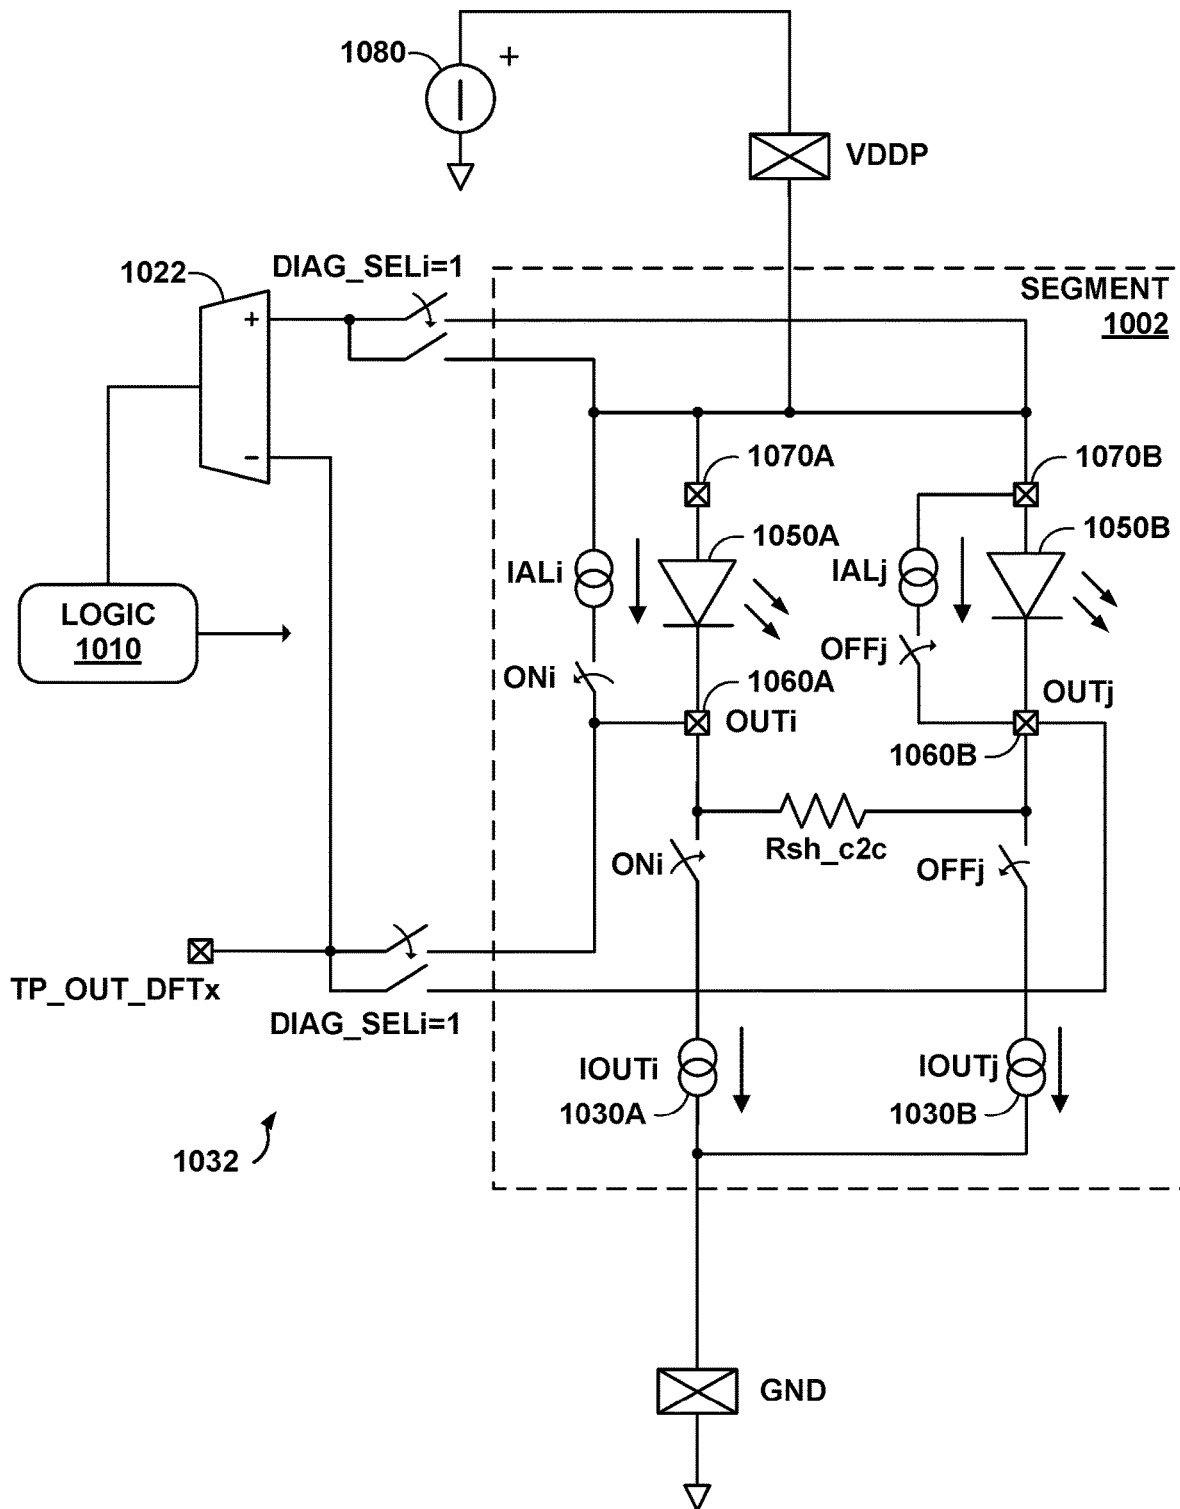 1080
+
VDDP
1022
DIAG_SELi=1
SEGMENT
1002
+
−
1070A
1070B
1050A
1050B
IALi
IALj
LOGIC
1010
ONi
OFFj
1060A
OUTi
OUTj
1060B
Rsh_c2c
ONi
OFFj
TP_OUT_DFTx
DIAG_SELi=1
IOUTi
IOUTj
1030A
1030B
1032
GND